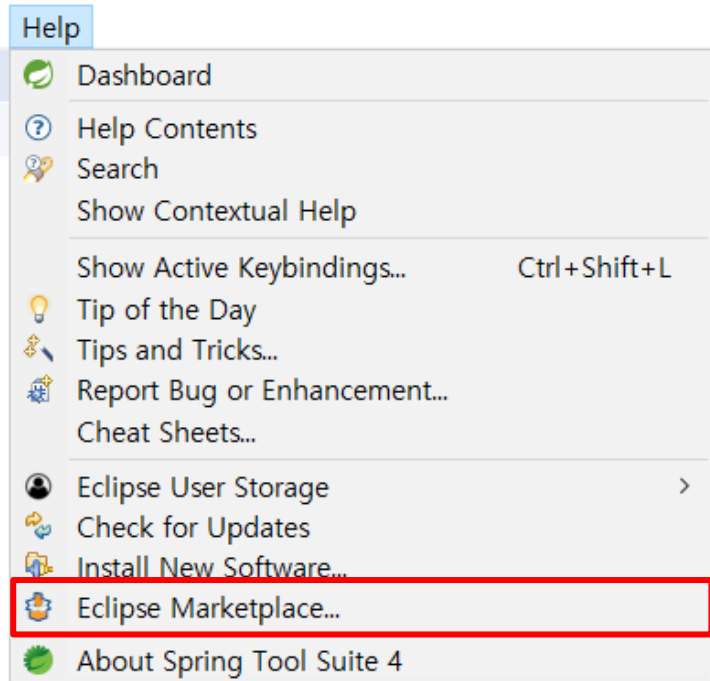 Help
Dashboard
Help Contents
Search
Show Contextual Help
Show Active Keybindings... Ctrl+Shift+L
Tip of the Day
Tips and Tricks...
Report Bug or Enhancement...
Cheat Sheets...
Eclipse User Storage
Check for Updates
Install New Software...
Eclipse Marketplace...
About Spring Tool Suite 4